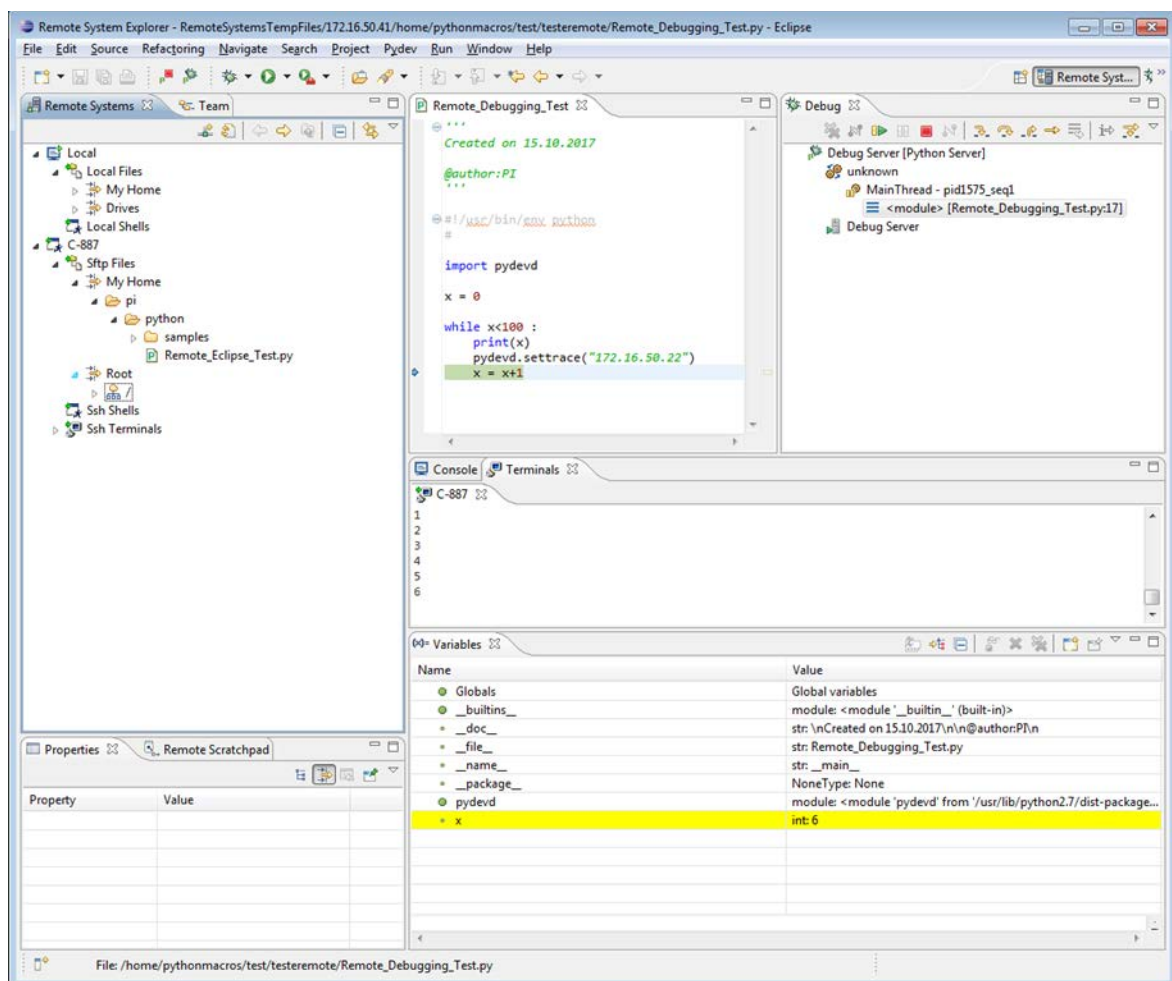 Remote System Explorer - RemoteSystemsTempFiles/172.16.50.41/home/pythonmacros/test/testeremote/Remote_Debugging_Test.py - Eclipse
File Edit Source Refactoring Navigate Search Project Pydev Run Window Help
Remote Syst...
Remote Systems
Team
Local
Local Files
My Home
Drives
Local Shells
C-887
Sftp Files
My Home
pi
python
samples
Remote_Eclipse_Test.py
Root
/
Ssh Shells
Ssh Terminals
Remote_Debugging_Test
'''
Created on 15.10.2017
@author:PI
'''
#!/usr/bin/env python
#
import pydevd
x = 0
while x<100 :
print(x)
pydevd.settrace("172.16.50.22")
x = x+1
Debug
Debug Server [Python Server]
unknown
MainThread - pid1575_seq1
<module> [Remote_Debugging_Test.py:17]
Debug Server
Console
Terminals
C-887
1
2
3
4
5
6
(x)= Variables
Name Value
Globals Global variables
__builtins__ module: <module '__builtin__' (built-in)>
__doc__ str: \nCreated on 15.10.2017\n\n@author:PI\n
__file__ str: Remote_Debugging_Test.py
__name__ str: __main__
__package__ NoneType: None
pydevd module: <module 'pydevd' from '/usr/lib/python2.7/dist-package...
x int: 6
Properties
Remote Scratchpad
Property Value
File: /home/pythonmacros/test/testeremote/Remote_Debugging_Test.py